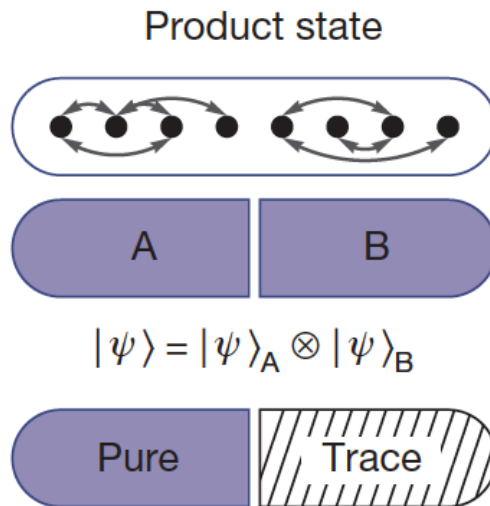 Product state
A B
|ψ⟩ = |ψ⟩A ⊗ |ψ⟩B
Pure Trace